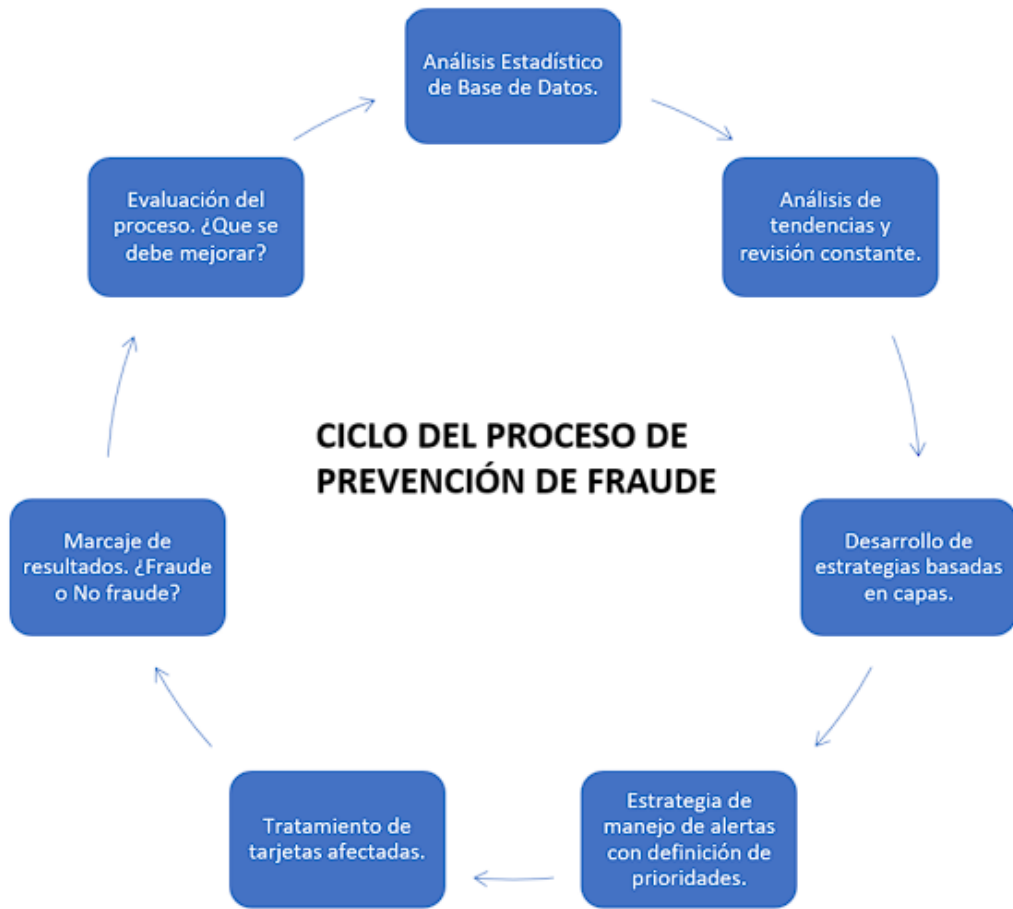 Análisis Estadístico
de Base de Datos.
Análisis de
tendencias y
revisión constante.
Desarrollo de
estrategias basadas
en capas.
Estrategia de
manejo de alertas
con definición de
prioridades.
Tratamiento de
tarjetas afectadas.
Marcaje de
resultados. ¿Fraude
o No fraude?
Evaluación del
proceso. ¿Que se
debe mejorar?
CICLO DEL PROCESO DE
PREVENCIÓN DE FRAUDE